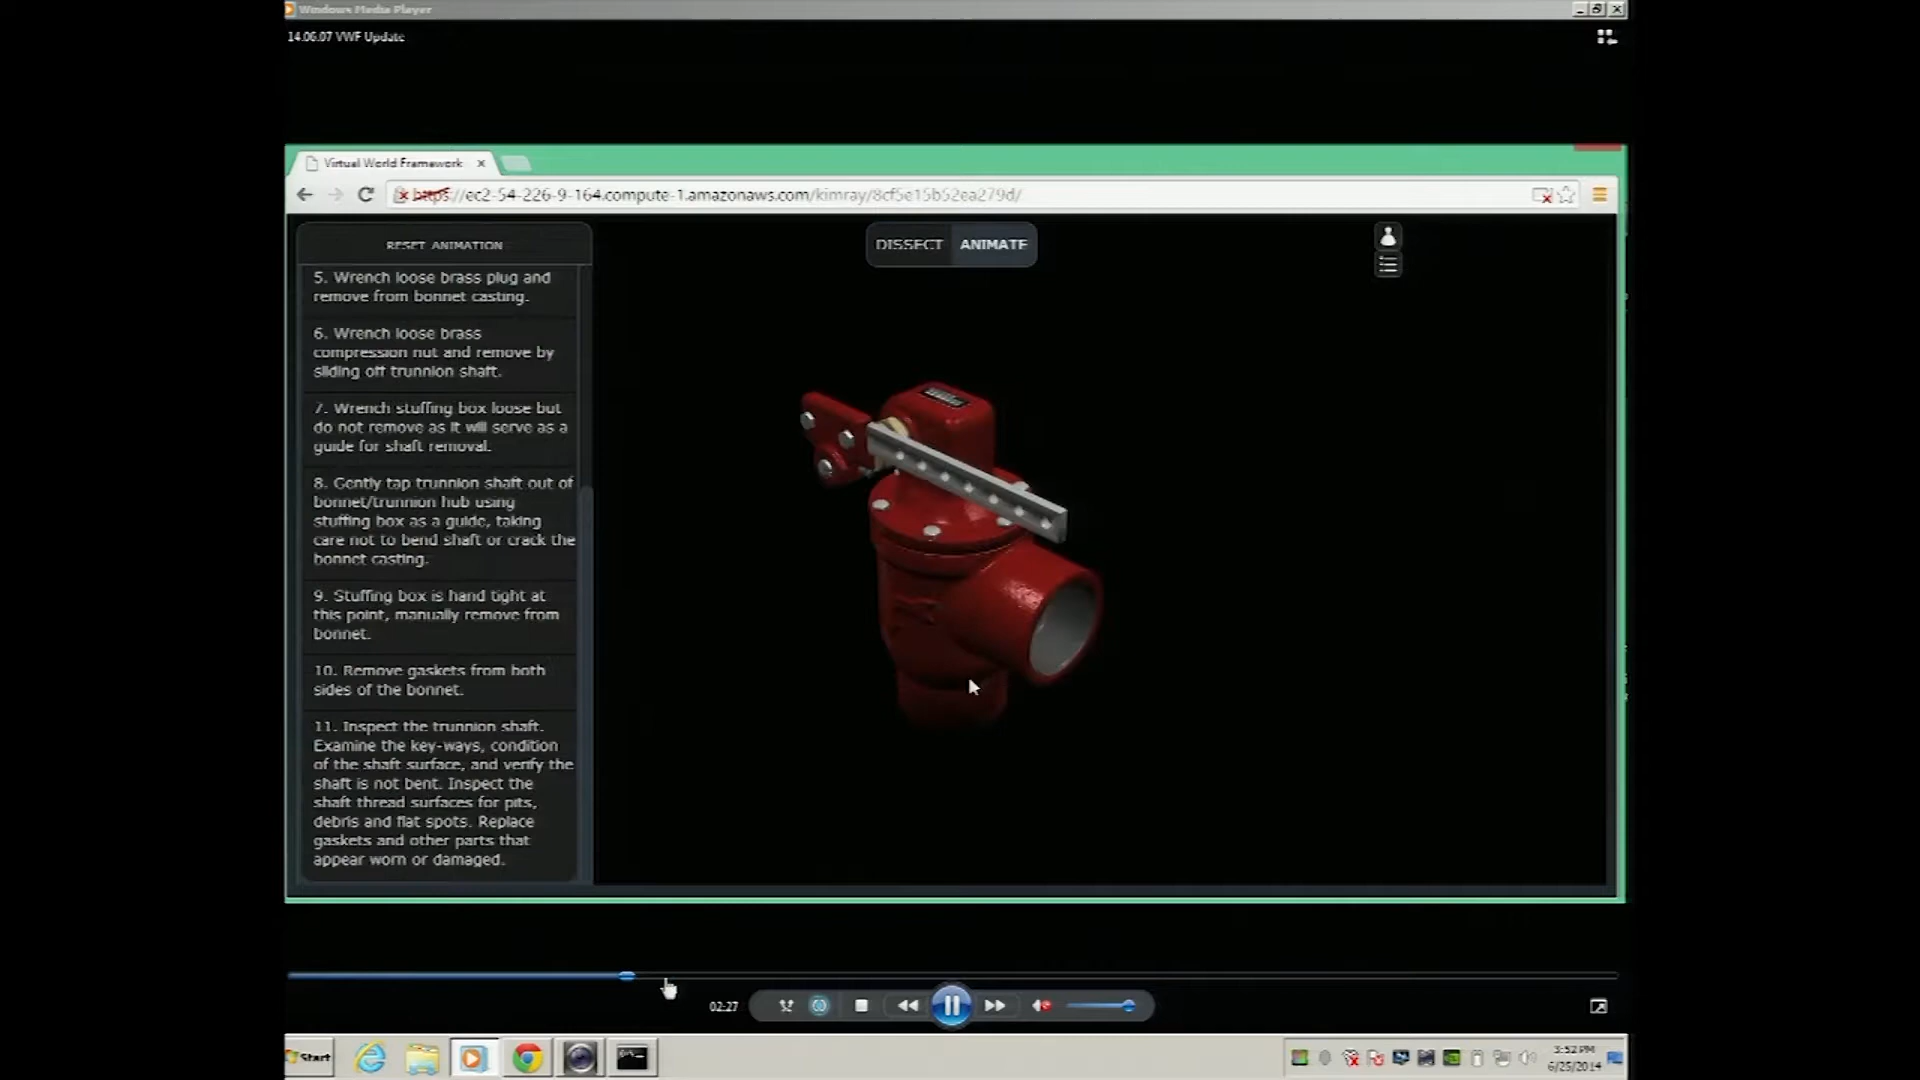 Windows Media Player
14.06.07 VWF Update
Virtual World Framework
https://ec2-54-226-9-164.compute-1.amazonaws.com/kimray/8cf5e15b52ea279d/
RESET ANIMATION
DISSECT ANIMATE
5. Wrench loose brass plug and
remove from bonnet casting.
6. Wrench loose brass
compression nut and remove by
sliding off trunnion shaft.
7. Wrench stuffing box loose but
do not remove as it will serve as a
guide for shaft removal.
8. Gently tap trunnion shaft out of
bonnet/trunnion hub using
stuffing box as a guide, taking
care not to bend shaft or crack the
bonnet casting.
9. Stuffing box is hand tight at
this point, manually remove from
bonnet.
10. Remove gaskets from both
sides of the bonnet.
11. Inspect the trunnion shaft.
Examine the key-ways, condition
of the shaft surface, and verify the
shaft is not bent. Inspect the
shaft thread surfaces for pits,
debris and flat spots. Replace
gaskets and other parts that
appear worn or damaged.
02:27
Start
3:52 PM
6/25/2014